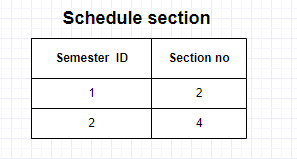 Schedule section
Semester ID Section no
1 2
2 4